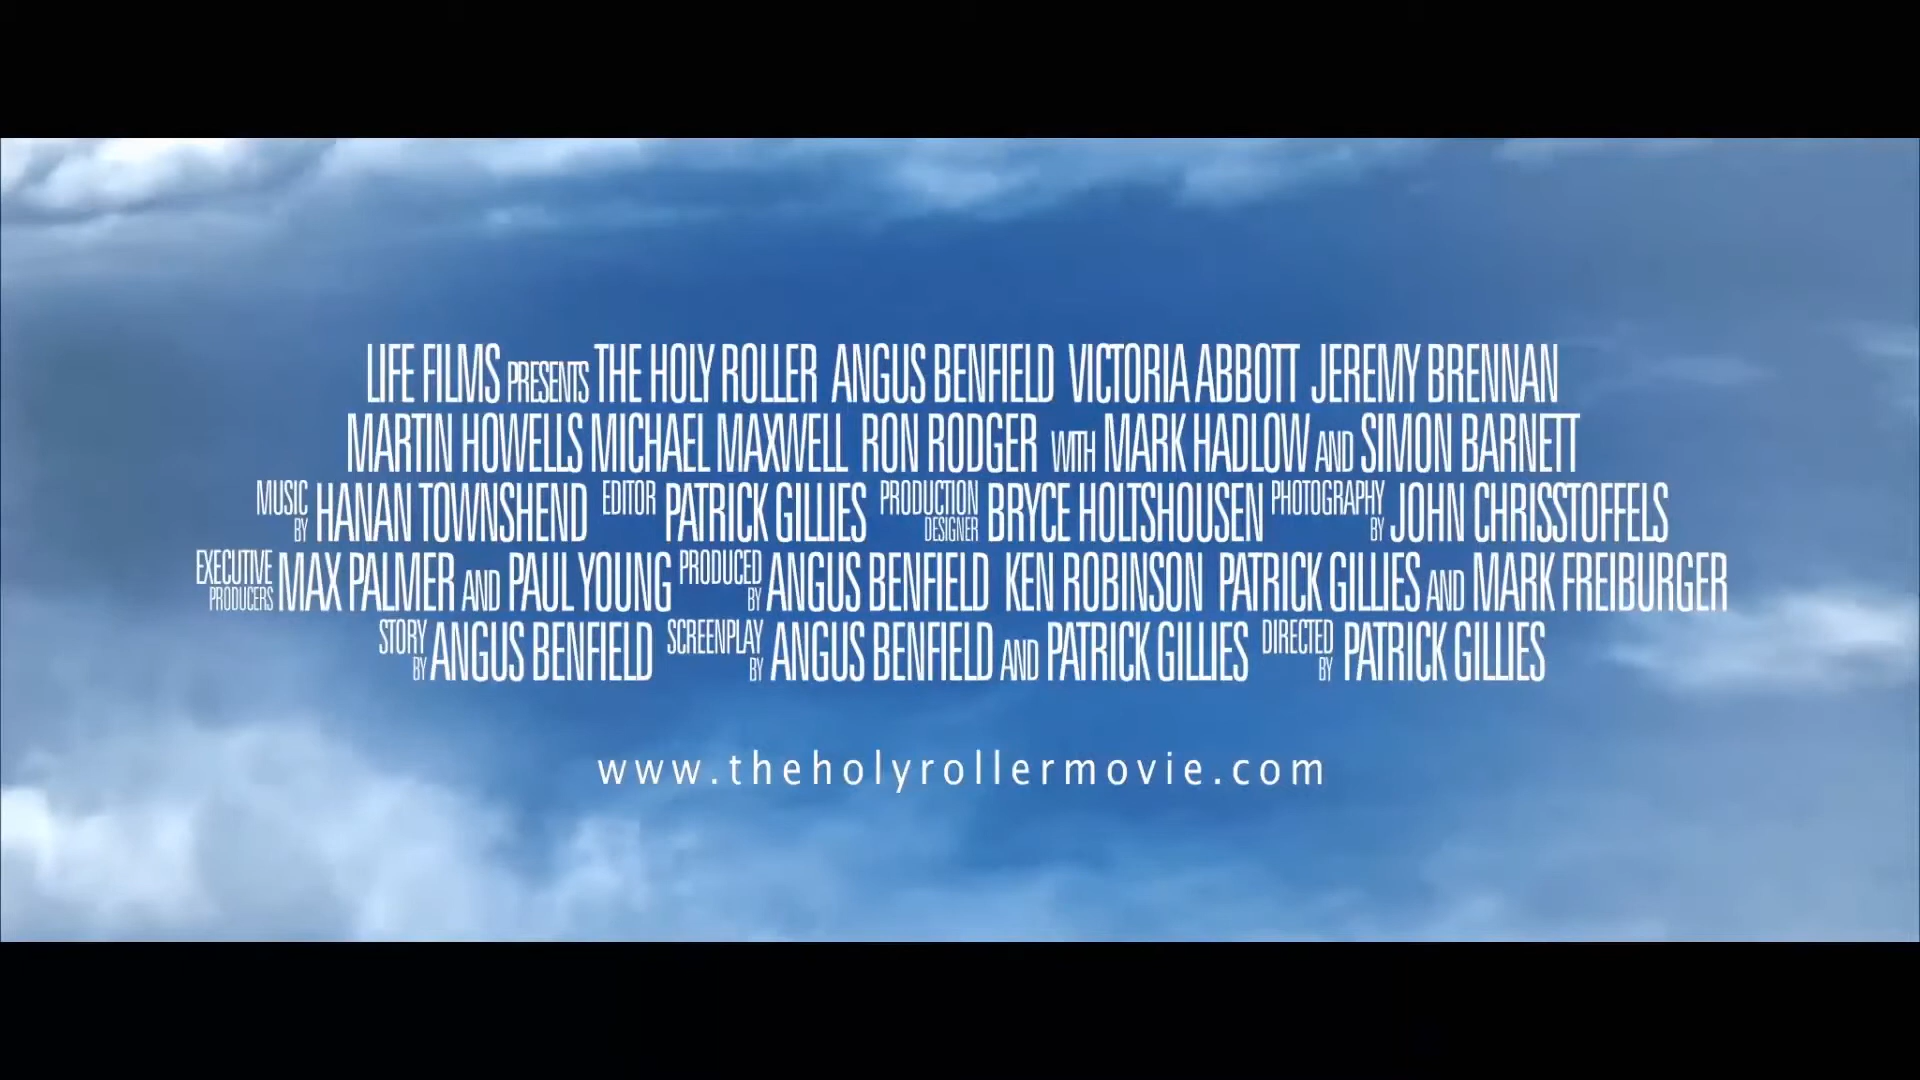 LIFE FILMS PRESENTS THE HOLY ROLLER ANGUS BENFIELD VICTORIA ABBOTT JEREMY BRENNAN
MARTIN HOWELLS MICHAEL MAXWELL RON RODGER WITH MARK HADLOW AND SIMON BARNETT
MUSIC BY HANAN TOWNSHEND EDITOR PATRICK GILLIES PRODUCTION DESIGNER BRYCE HOLTSHOUSEN PHOTOGRAPHY BY JOHN CHRISSTOFFELS
EXECUTIVE PRODUCERS MAX PALMER AND PAUL YOUNG PRODUCED BY ANGUS BENFIELD KEN ROBINSON PATRICK GILLIES AND MARK FREIBURGER
STORY BY ANGUS BENFIELD SCREENPLAY BY ANGUS BENFIELD AND PATRICK GILLIES DIRECTED BY PATRICK GILLIES
www.theholyrollermovie.com